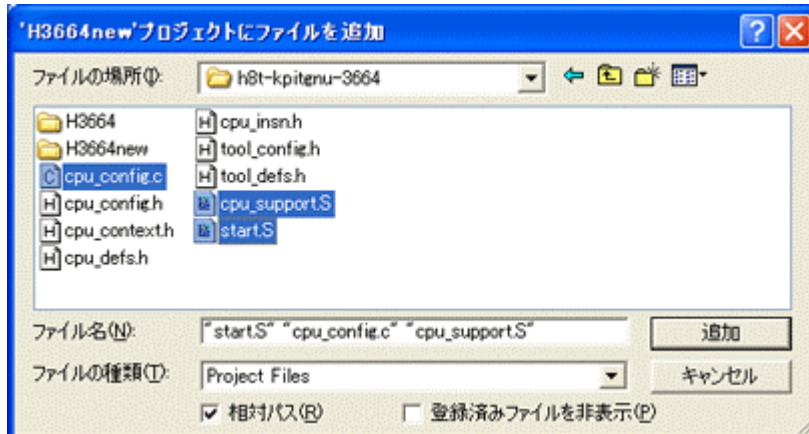 'H3664new'プロジェクトにファイルを追加
ファイルの場所(I): h8t-kpitgnu-3664
H3664
H3664new
cpu_config.c
cpu_config.h
cpu_context.h
cpu_defs.h
cpu_insn.h
tool_config.h
tool_defs.h
cpu_support.S
start.S
ファイル名(N): "start.S" "cpu_config.c" "cpu_support.S" 追加
ファイルの種類(T): Project Files キャンセル
相対パス(R) 登録済みファイルを非表示(P)